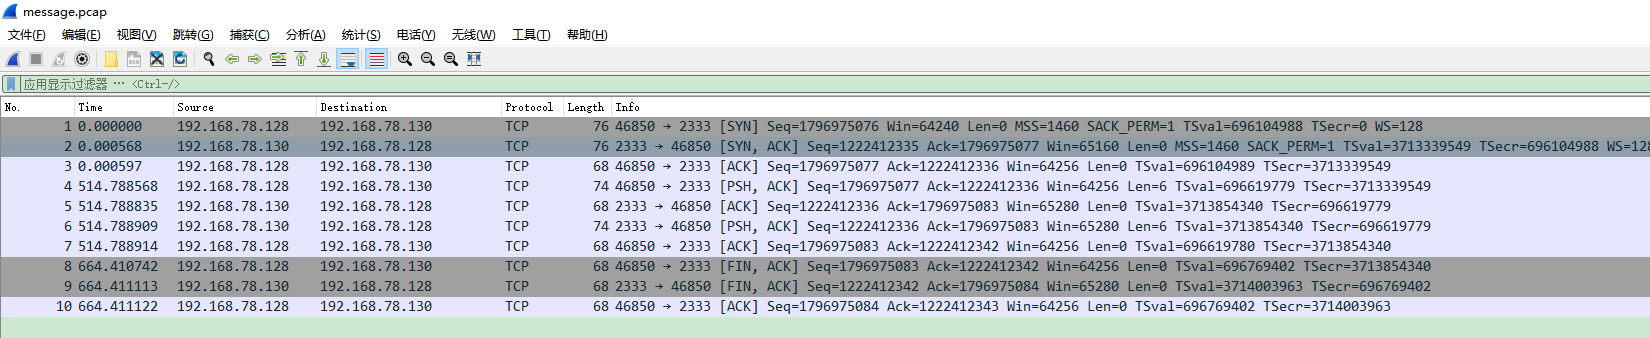 message.pcap
文件(F) 编辑(E) 视图(V) 跳转(G) 捕获(C) 分析(A) 统计(S) 电话(Y) 无线(W) 工具(T) 帮助(H)
应用显示过滤器 … <Ctrl-/>
No. Time Source Destination Protocol Length Info
1 0.000000 192.168.78.128 192.168.78.130 TCP 76 46850 → 2333 [SYN] Seq=1796975076 Win=64240 Len=0 MSS=1460 SACK_PERM=1 TSval=696104988 TSecr=0 WS=128
2 0.000568 192.168.78.130 192.168.78.128 TCP 76 2333 → 46850 [SYN, ACK] Seq=1222412335 Ack=1796975077 Win=65160 Len=0 MSS=1460 SACK_PERM=1 TSval=3713339549 TSecr=696104988 WS=128
3 0.000597 192.168.78.128 192.168.78.130 TCP 68 46850 → 2333 [ACK] Seq=1796975077 Ack=1222412336 Win=64256 Len=0 TSval=696104989 TSecr=3713339549
4 514.788568 192.168.78.128 192.168.78.130 TCP 74 46850 → 2333 [PSH, ACK] Seq=1796975077 Ack=1222412336 Win=64256 Len=6 TSval=696619779 TSecr=3713339549
5 514.788835 192.168.78.130 192.168.78.128 TCP 68 2333 → 46850 [ACK] Seq=1222412336 Ack=1796975083 Win=65280 Len=0 TSval=3713854340 TSecr=696619779
6 514.788909 192.168.78.130 192.168.78.128 TCP 74 2333 → 46850 [PSH, ACK] Seq=1222412336 Ack=1796975083 Win=65280 Len=6 TSval=3713854340 TSecr=696619779
7 514.788914 192.168.78.128 192.168.78.130 TCP 68 46850 → 2333 [ACK] Seq=1796975083 Ack=1222412342 Win=64256 Len=0 TSval=696619780 TSecr=3713854340
8 664.410742 192.168.78.128 192.168.78.130 TCP 68 46850 → 2333 [FIN, ACK] Seq=1796975083 Ack=1222412342 Win=64256 Len=0 TSval=696769402 TSecr=3713854340
9 664.411113 192.168.78.130 192.168.78.128 TCP 68 2333 → 46850 [FIN, ACK] Seq=1222412342 Ack=1796975084 Win=65280 Len=0 TSval=3714003963 TSecr=696769402
10 664.411122 192.168.78.128 192.168.78.130 TCP 68 46850 → 2333 [ACK] Seq=1796975084 Ack=1222412343 Win=64256 Len=0 TSval=696769402 TSecr=3714003963